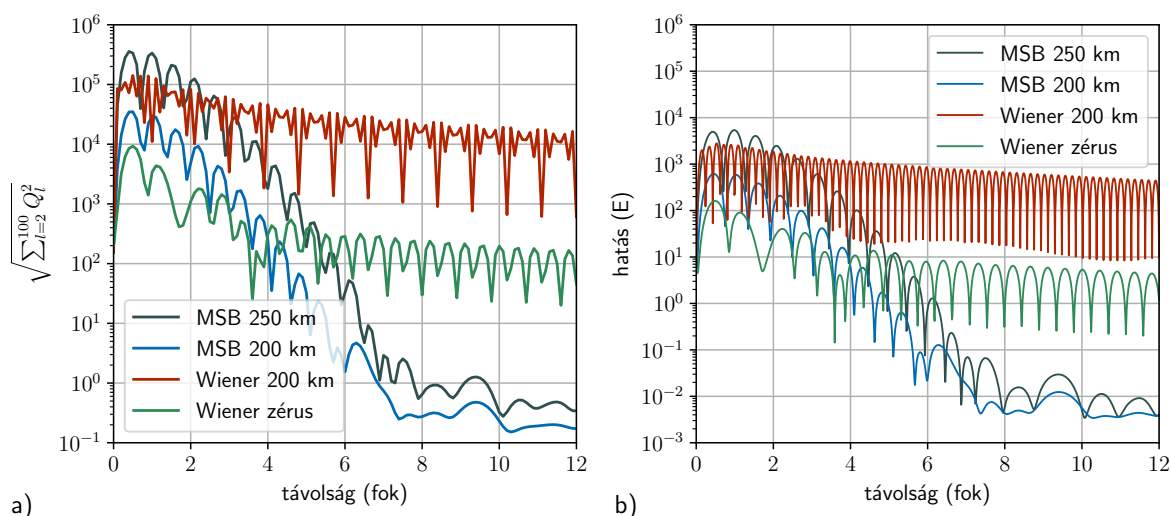 10^6
10^5
10^4
10^3
10^2
10^1
10^0
10^{-1}
\sqrt{\sum_{l=2}^{100} Q_l^2}
MSB 250 km
MSB 200 km
Wiener 200 km
Wiener zérus
0 2 4 6 8 10 12
távolság (fok)
a)
10^6
10^5
10^4
10^3
10^2
10^1
10^0
10^{-1}
10^{-2}
10^{-3}
hatás (E)
MSB 250 km
MSB 200 km
Wiener 200 km
Wiener zérus
0 2 4 6 8 10 12
távolság (fok)
b)